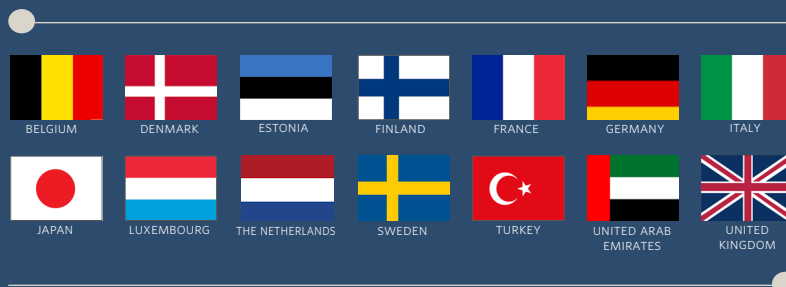 BELGIUM
DENMARK
ESTONIA
FINLAND
FRANCE
GERMANY
ITALY
JAPAN
LUXEMBOURG
THE NETHERLANDS
SWEDEN
TURKEY
UNITED ARAB
EMIRATES
UNITED
KINGDOM